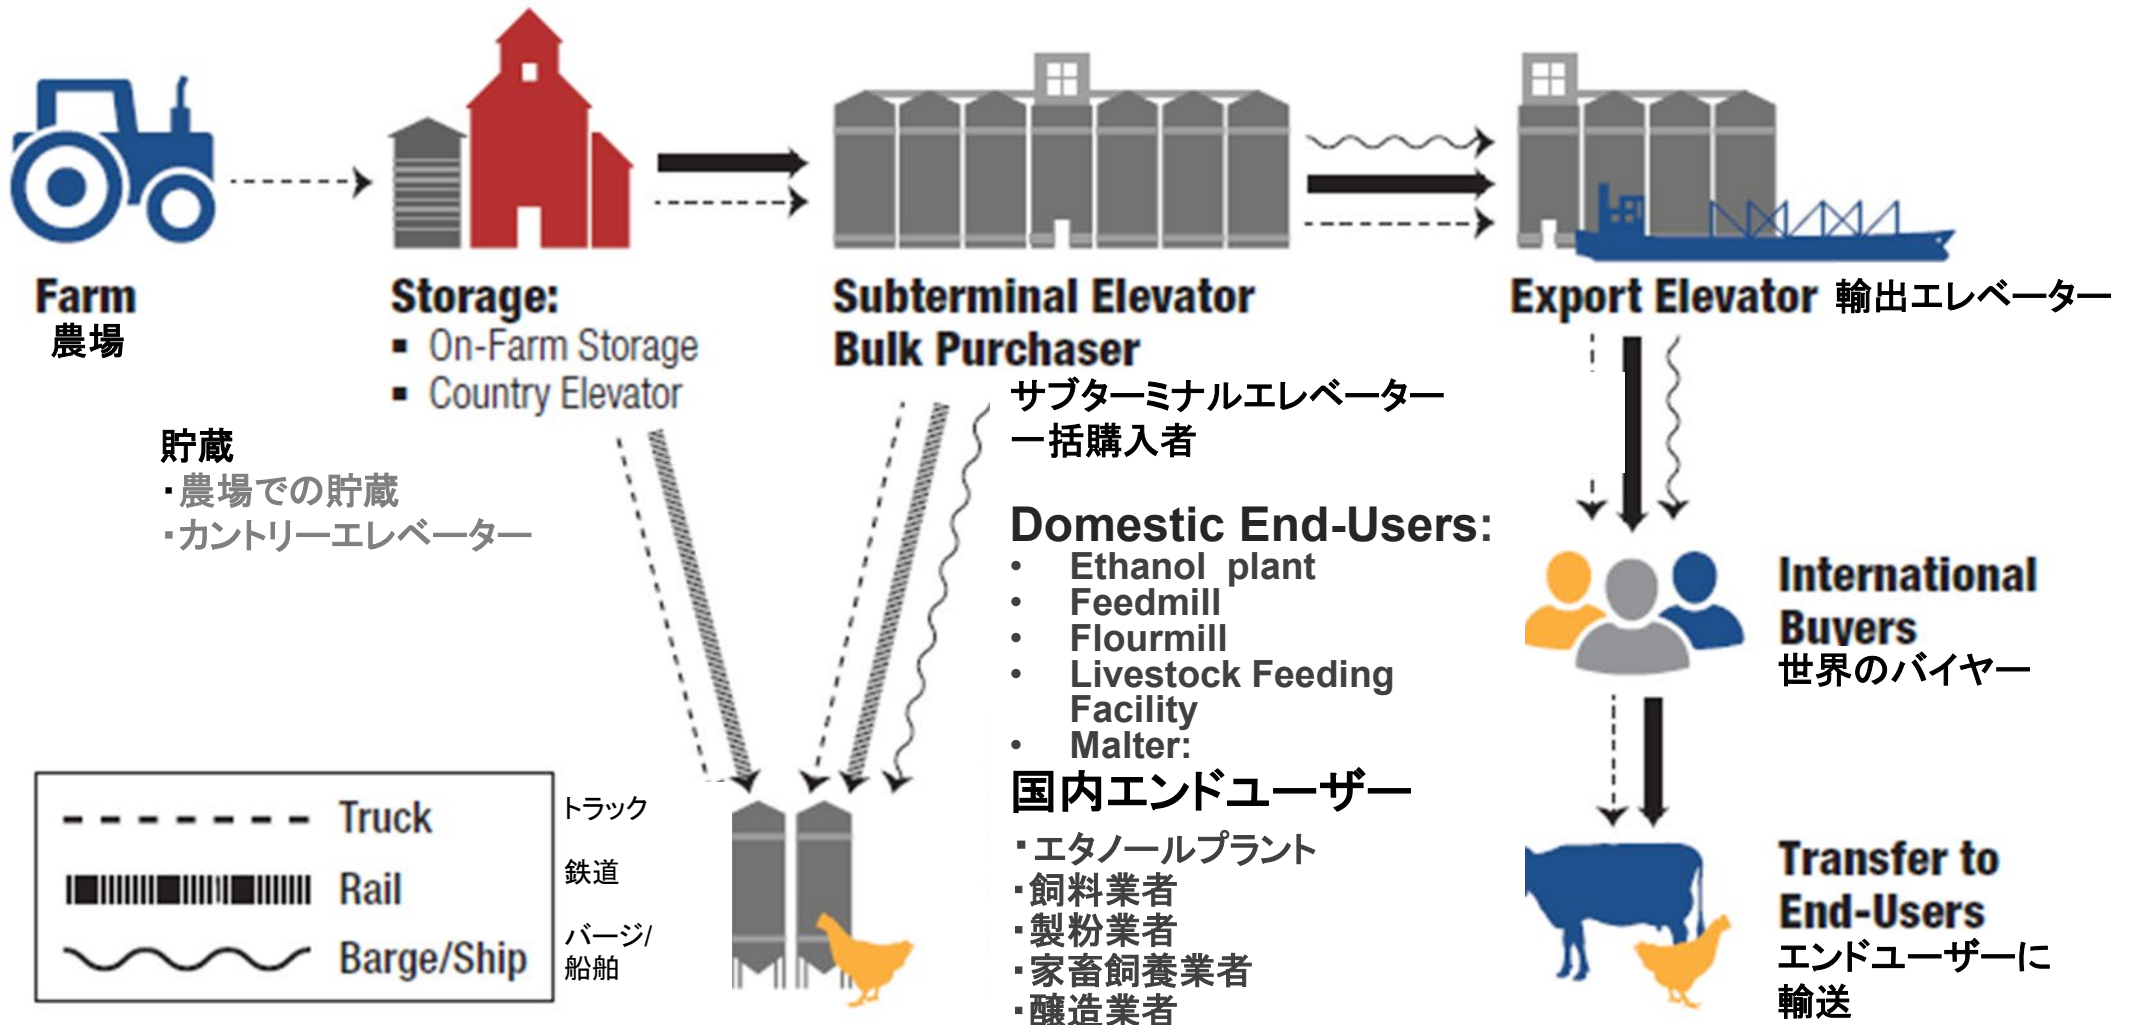 Farm
農場
Storage:
▪ On-Farm Storage
▪ Country Elevator
貯蔵
・農場での貯蔵
・カントリーエレベーター
Subterminal Elevator
Bulk Purchaser
サブターミナルエレベーター
一括購入者
Export Elevator 輸出エレベーター
Domestic End-Users:
• Ethanol plant
• Feedmill
• Flourmill
• Livestock Feeding
Facility
• Malter:
国内エンドユーザー
・エタノールプラント
・飼料業者
・製粉業者
・家畜飼養業者
・醸造業者
International
Buyers
世界のバイヤー
Transfer to
End-Users
エンドユーザーに
輸送
Truck トラック
Rail 鉄道
Barge/Ship バージ/
船舶